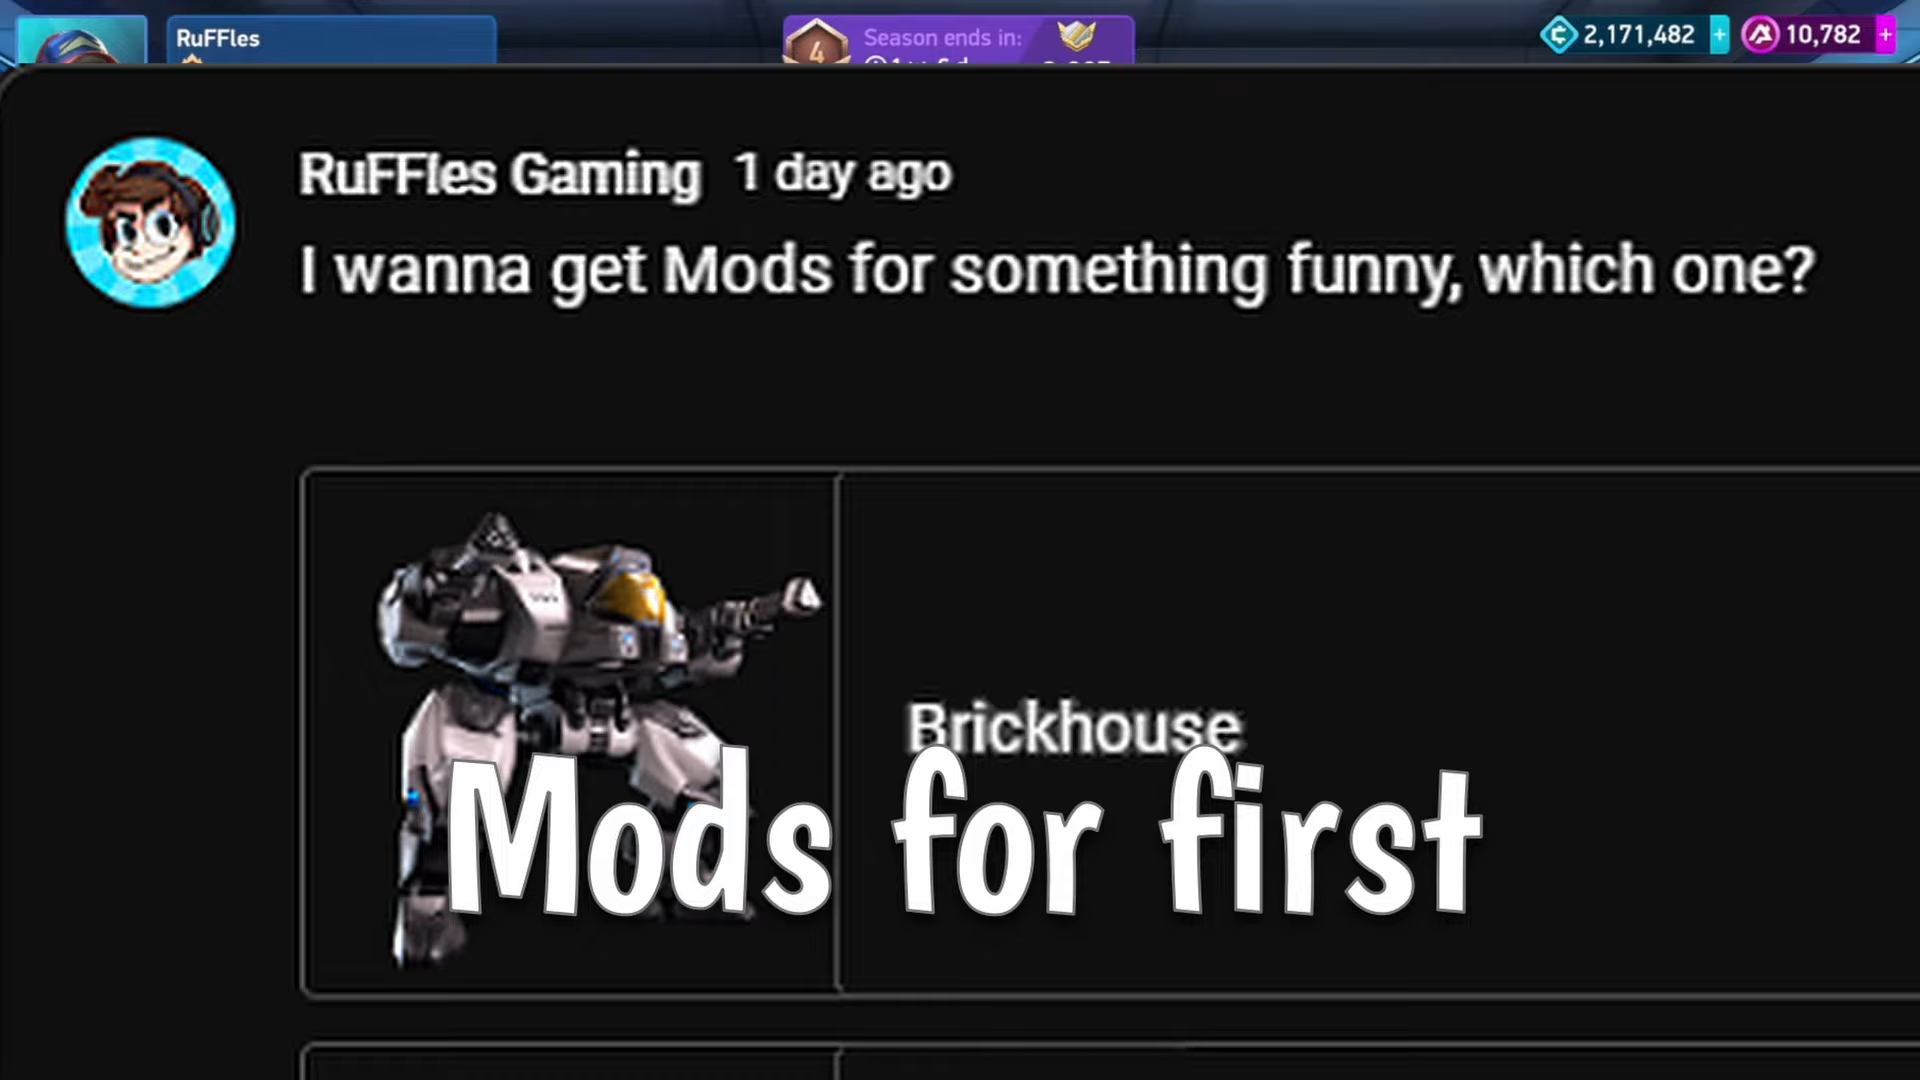 RuFFles
4
Season ends in:
2,171,482 +
10,782 +
RuFFles Gaming 1 day ago
I wanna get Mods for something funny, which one?
Brickhouse
Mods for first